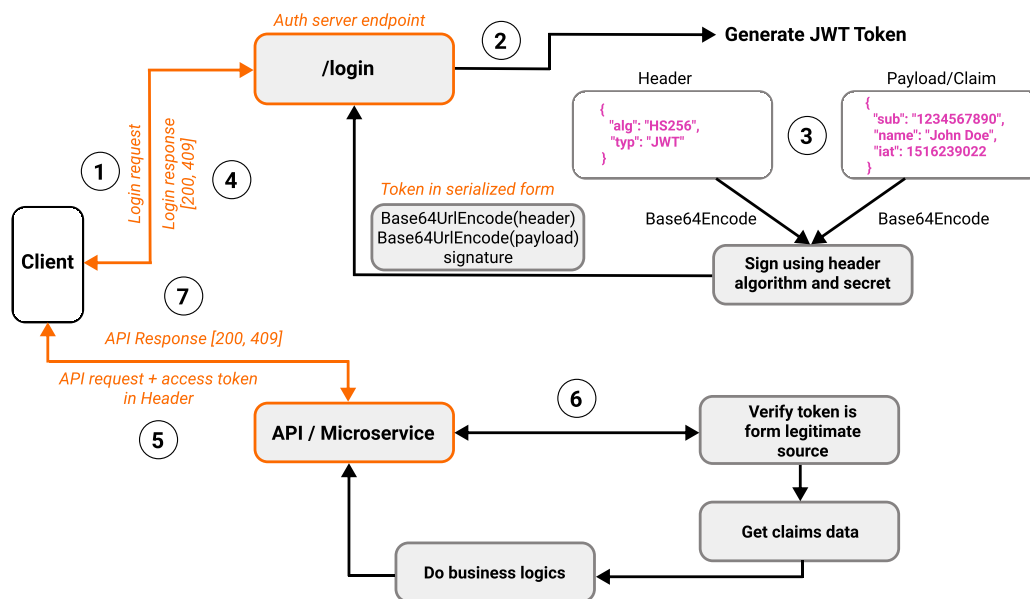 Auth server endpoint
/login
2
Generate JWT Token
Header
Payload/Claim
{
"alg": "HS256",
"typ": "JWT"
}
3
{
"sub": "1234567890",
"name": "John Doe",
"iat": 1516239022
}
1
Login request
Login response
[200, 409]
4
Token in serialized form
Base64UrlEncode(header)
Base64UrlEncode(payload)
signature
Base64Encode
Base64Encode
Sign using header
algorithm and secret
Client
7
API Response [200, 409]
API request + access token
in Header
5
API / Microservice
6
Verify token is
form legitimate
source
Get claims data
Do business logics